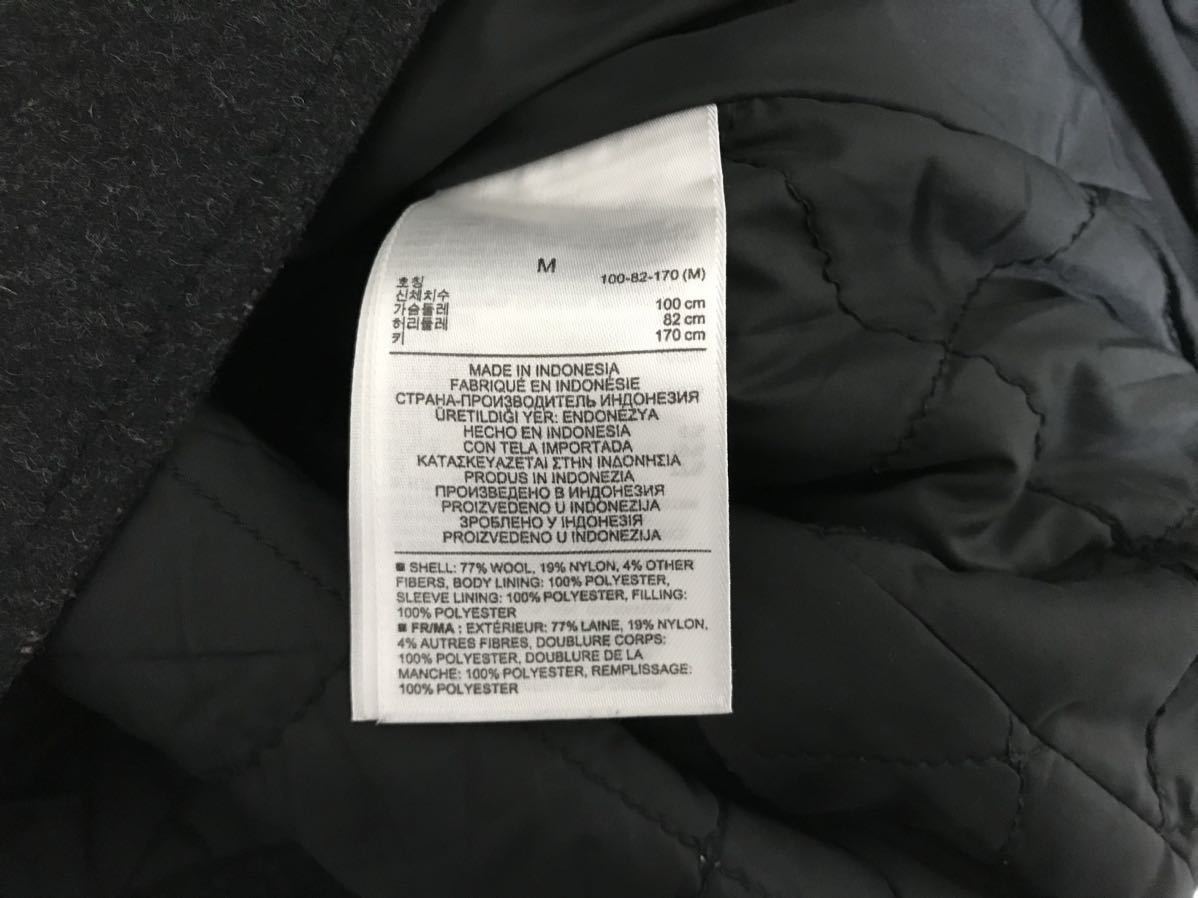 M
호칭 100-82-170 (M)
신체치수
가슴둘레 100 cm
허리둘레 82 cm
키 170 cm
MADE IN INDONESIA
FABRIQUÉ EN INDONÉSIE
СТРАНА-ПРОИЗВОДИТЕЛЬ ИНДОНЕЗИЯ
ÜRETILDIĞI YER: ENDONEZYA
HECHO EN INDONESIA
CON TELA IMPORTADA
ΚΑΤΑΣΚΕΥΑΖΕΤΑΙ ΣΤΗΝ ΙΝΔΟΝΗΣΙΑ
PRODUS IN INDONEZIA
ПРОИЗВЕДЕНО В ИНДОНЕЗИЯ
PROIZVEDENO U INDONEZIJA
ЗРОБЛЕНО У ІНДОНЕЗІЯ
PROIZVEDENO U INDONEZIJA
■ SHELL: 77% WOOL, 19% NYLON, 4% OTHER
FIBERS, BODY LINING: 100% POLYESTER,
SLEEVE LINING: 100% POLYESTER, FILLING:
100% POLYESTER
■ FR/MA : EXTÉRIEUR: 77% LAINE, 19% NYLON,
4% AUTRES FIBRES, DOUBLURE CORPS:
100% POLYESTER, DOUBLURE DE LA
MANCHE: 100% POLYESTER, REMPLISSAGE:
100% POLYESTER